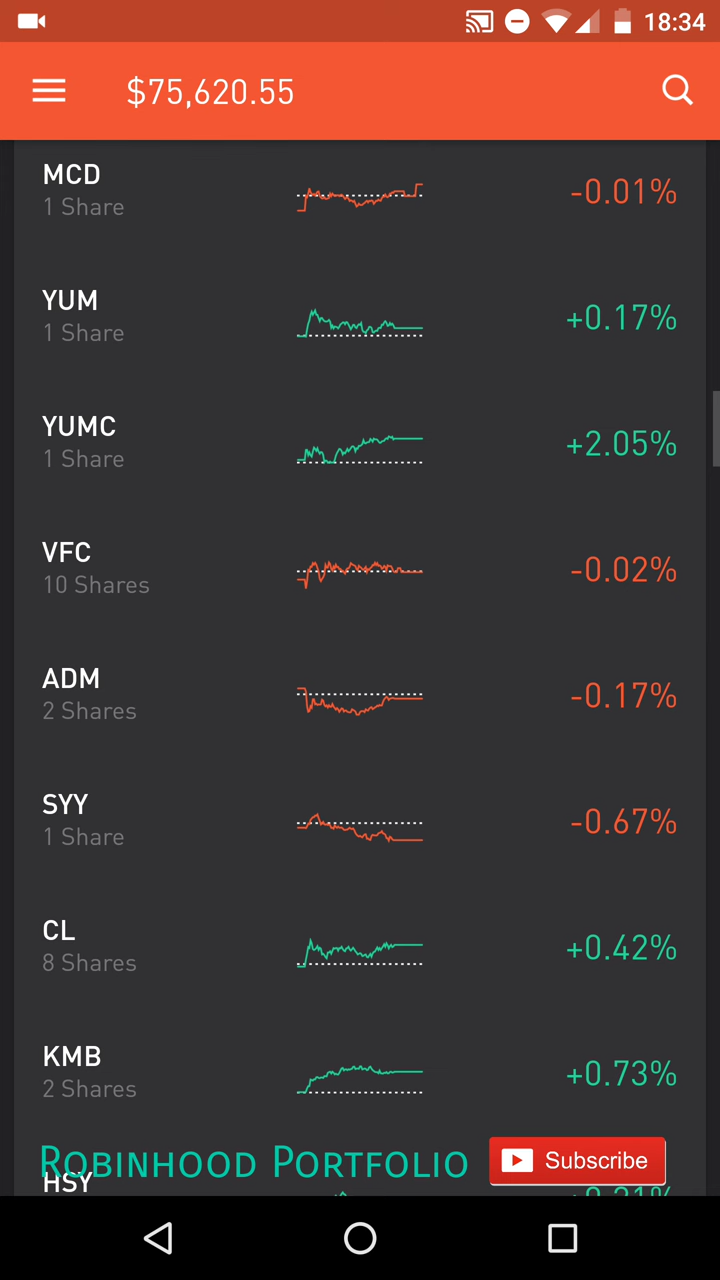 18:34
$75,620.55
MCD
1 Share
-0.01%
YUM
1 Share
+0.17%
YUMC
1 Share
+2.05%
VFC
10 Shares
-0.02%
ADM
2 Shares
-0.17%
SYY
1 Share
-0.67%
CL
8 Shares
+0.42%
KMB
2 Shares
+0.73%
Robinhood Portfolio
Subscribe
HSY